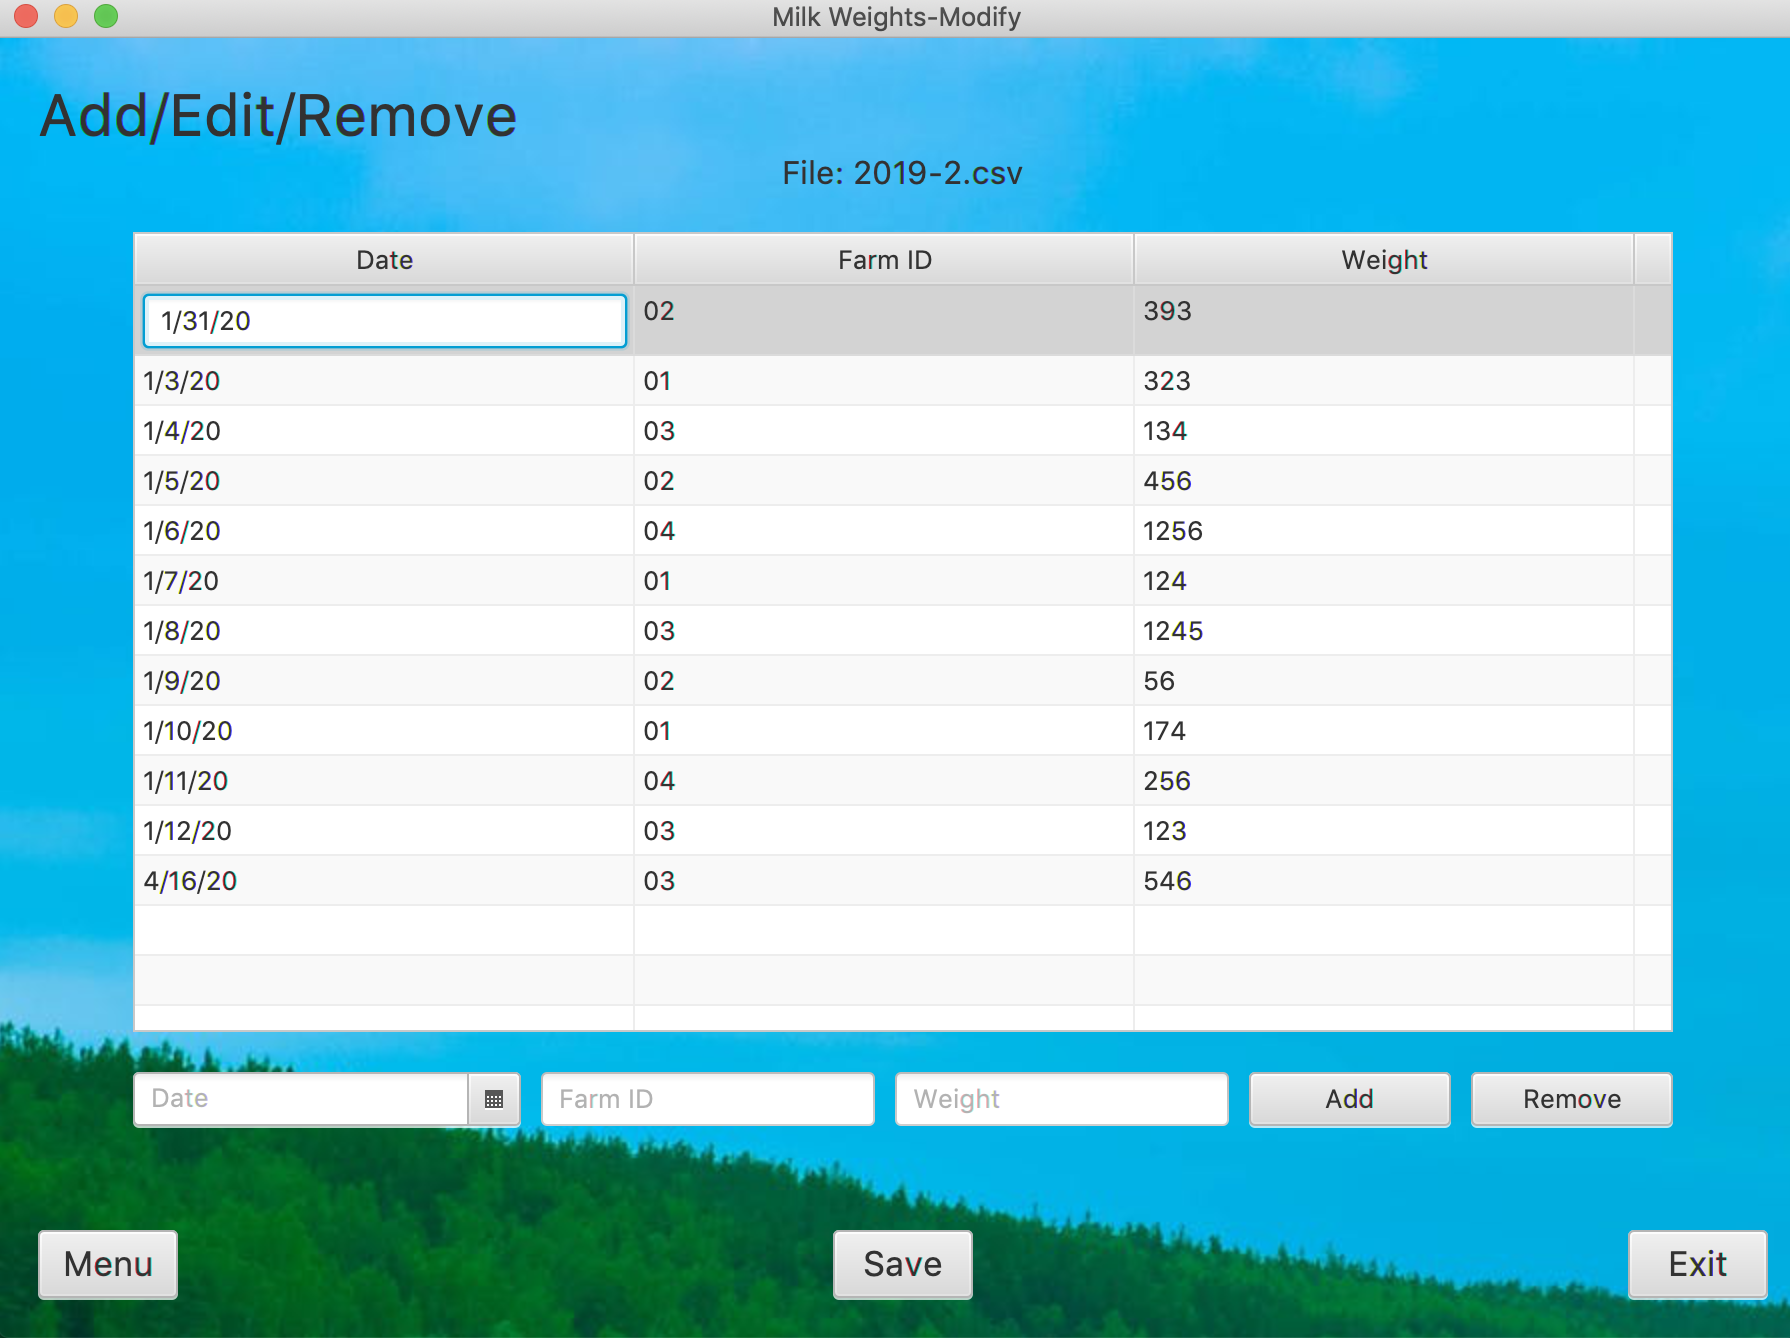 Milk Weights-Modify
Add/Edit/Remove
File: 2019-2.csv
Date Farm ID Weight
1/31/20 02 393
1/3/20 01 323
1/4/20 03 134
1/5/20 02 456
1/6/20 04 1256
1/7/20 01 124
1/8/20 03 1245
1/9/20 02 56
1/10/20 01 174
1/11/20 04 256
1/12/20 03 123
4/16/20 03 546
Date Farm ID Weight Add Remove
Menu Save Exit